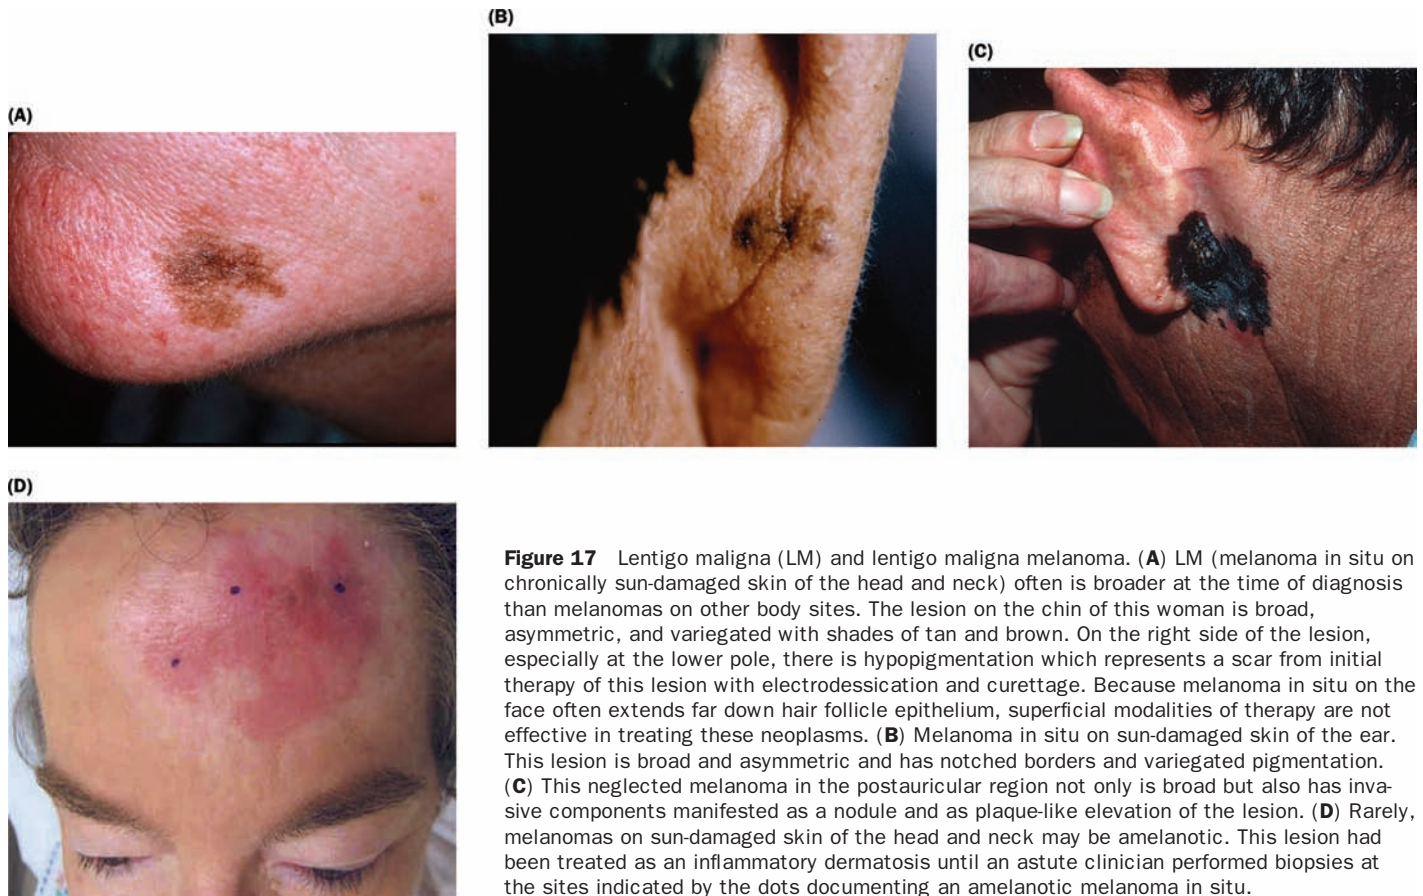 (A)
(B)
(C)
(D)
Figure 17 Lentigo maligna (LM) and lentigo maligna melanoma. (A) LM (melanoma in situ on
chronically sun-damaged skin of the head and neck) often is broader at the time of diagnosis
than melanomas on other body sites. The lesion on the chin of this woman is broad,
asymmetric, and variegated with shades of tan and brown. On the right side of the lesion,
especially at the lower pole, there is hypopigmentation which represents a scar from initial
therapy of this lesion with electrodessication and curettage. Because melanoma in situ on the
face often extends far down hair follicle epithelium, superficial modalities of therapy are not
effective in treating these neoplasms. (B) Melanoma in situ on sun-damaged skin of the ear.
This lesion is broad and asymmetric and has notched borders and variegated pigmentation.
(C) This neglected melanoma in the postauricular region not only is broad but also has inva-
sive components manifested as a nodule and as plaque-like elevation of the lesion. (D) Rarely,
melanomas on sun-damaged skin of the head and neck may be amelanotic. This lesion had
been treated as an inflammatory dermatosis until an astute clinician performed biopsies at
the sites indicated by the dots documenting an amelanotic melanoma in situ.